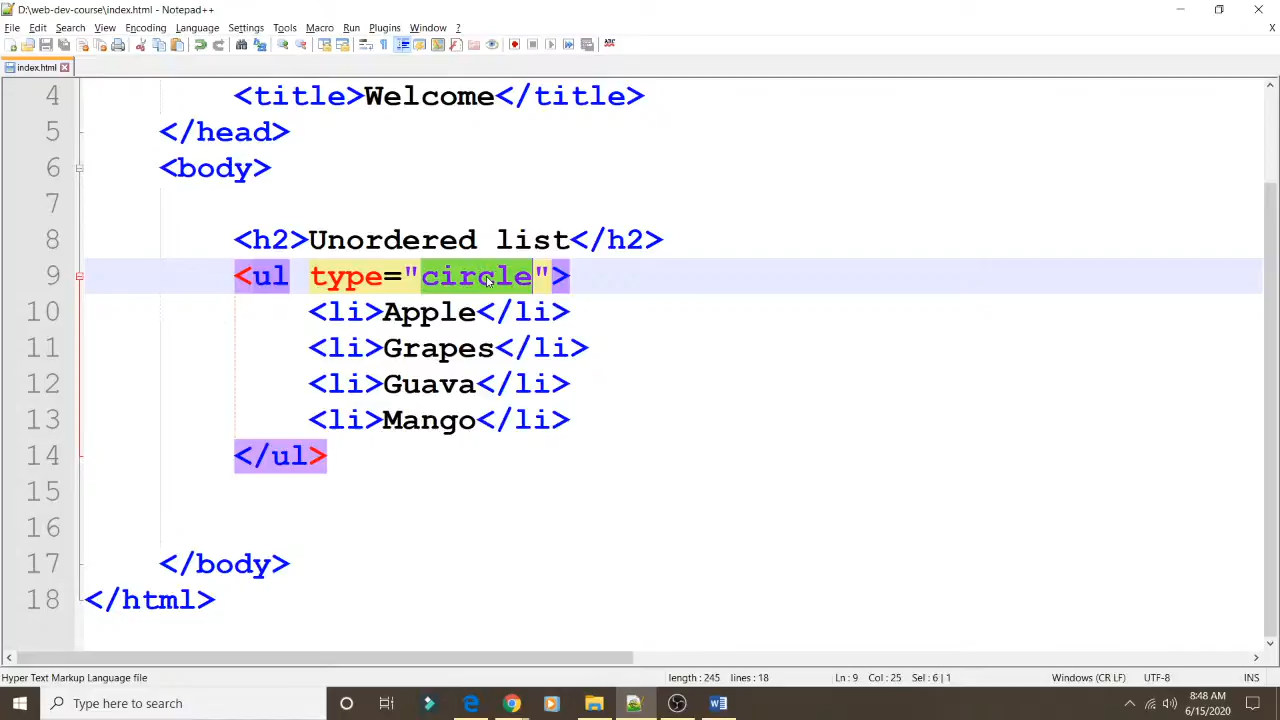 D:\web-dev-course\index.html - Notepad++
File Edit Search View Encoding Language Settings Tools Macro Run Plugins Window ?
X
index.html
4 <title>Welcome</title>
5 </head>
6 <body>
7
8 <h2>Unordered list</h2>
9 <ul type="circle">
10 <li>Apple</li>
11 <li>Grapes</li>
12 <li>Guava</li>
13 <li>Mango</li>
14 </ul>
15
16
17 </body>
18 </html>
Hyper Text Markup Language file length : 245 lines : 18 Ln : 9 Col : 25 Sel : 6 | 1 Windows (CR LF) UTF-8 INS
Type here to search
8:48 AM
6/15/2020